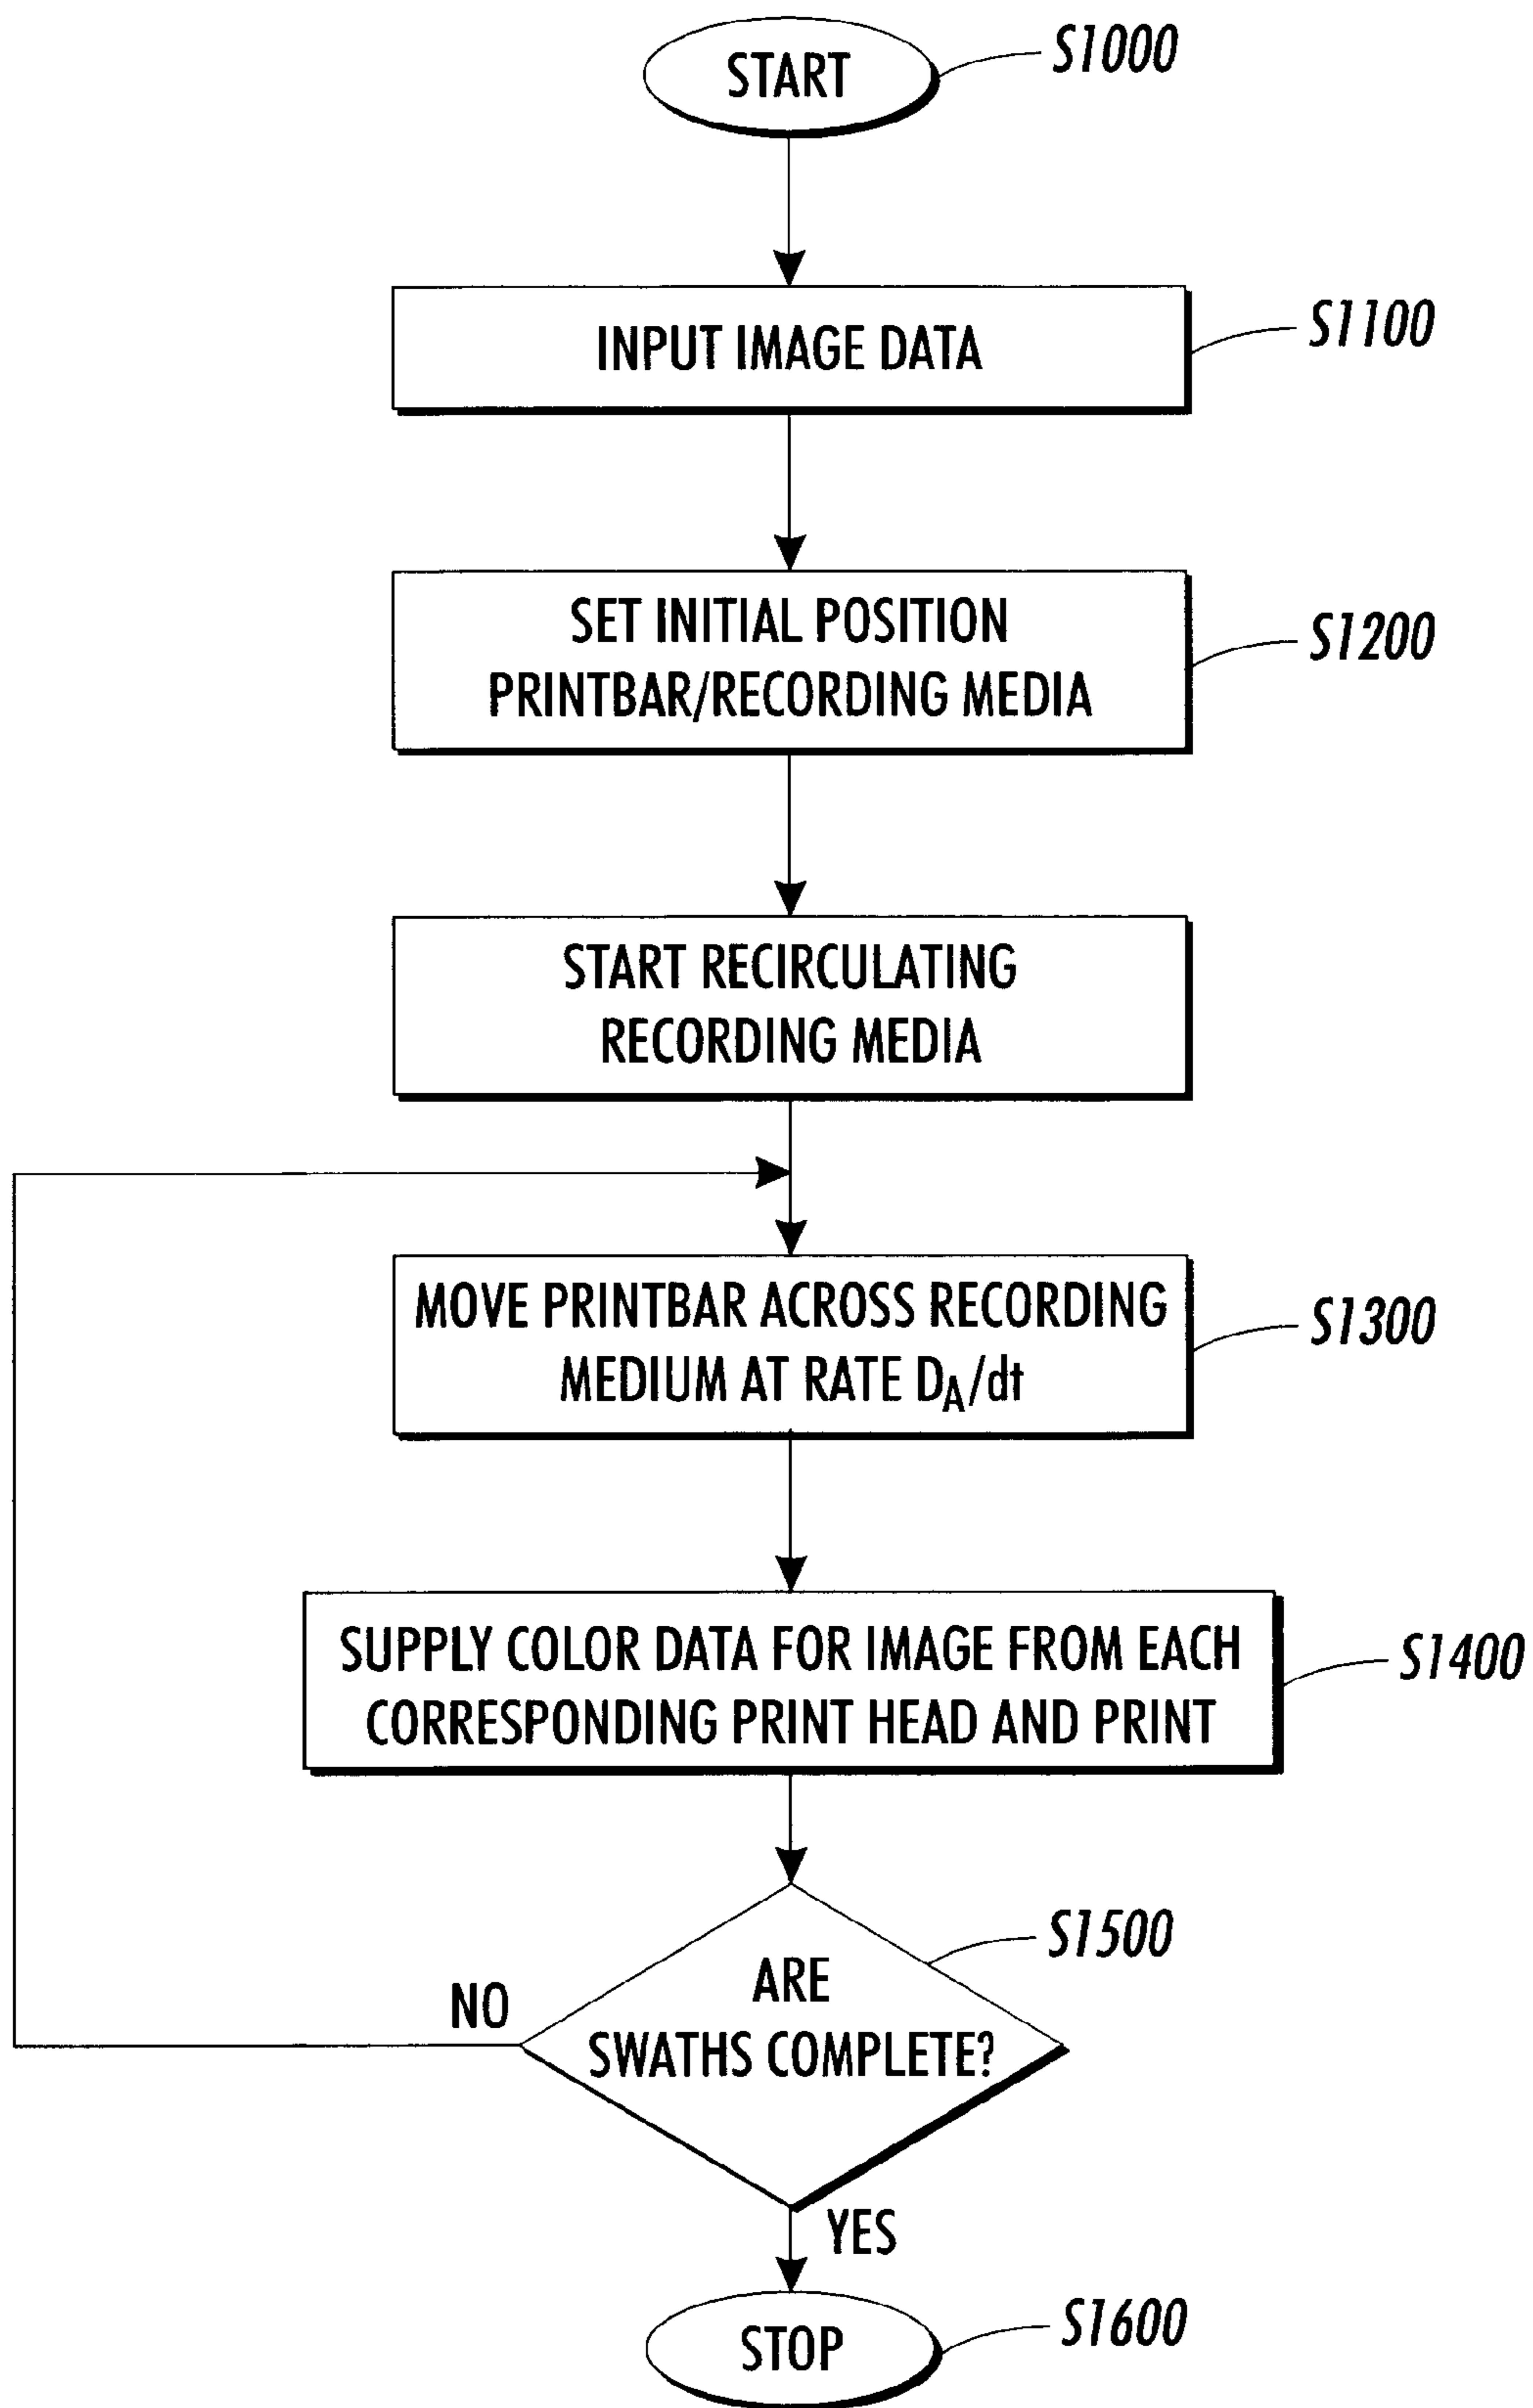 START
S1000
INPUT IMAGE DATA
S1100
SET INITIAL POSITION
PRINTBAR/RECORDING MEDIA
S1200
START RECIRCULATING
RECORDING MEDIA
MOVE PRINTBAR ACROSS RECORDING
MEDIUM AT RATE D_A/dt
S1300
SUPPLY COLOR DATA FOR IMAGE FROM EACH
CORRESPONDING PRINT HEAD AND PRINT
S1400
ARE
SWATHS COMPLETE?
S1500
NO
YES
STOP
S1600